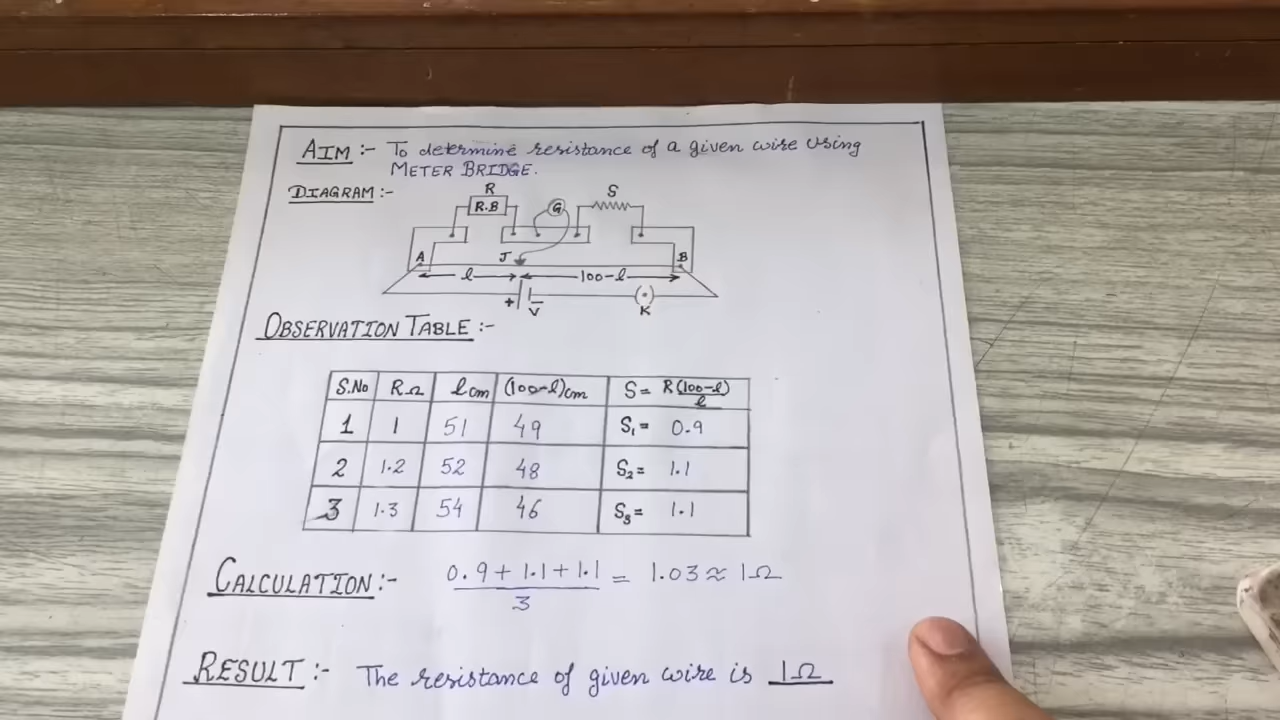 AIM :- To determine resistance of a given wire using
METER BRIDGE.
DIAGRAM :-
R
S
R.B
G
A
J
B
l
100-l
+
-
V
K
OBSERVATION TABLE :-
S.No RΩ lcm (100-l)cm S= R(100-l)/l
1 1 51 49 S₁= 0.9
2 1.2 52 48 S₂= 1.1
3 1.3 54 46 S₃= 1.1
CALCULATION :- (0.9+1.1+1.1)/3 = 1.03≈1Ω
RESULT :- The resistance of given wire is 1Ω